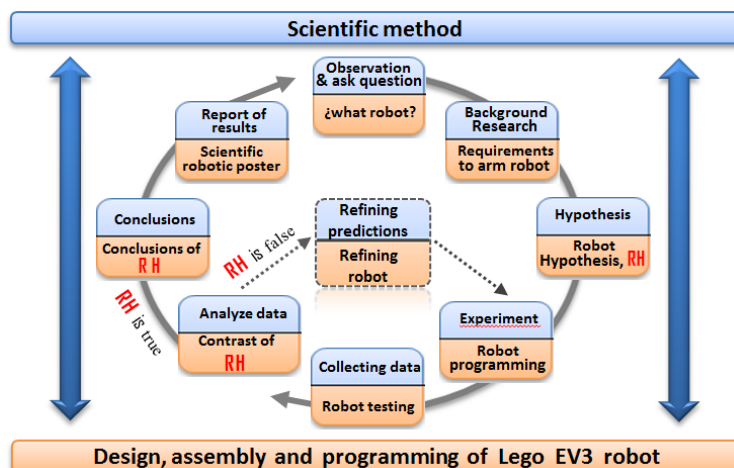 Scientific method
Observation
& ask question
¿what robot?
Background
Research
Requirements
to arm robot
Hypothesis
Robot
Hypothesis, RH
Experiment
Robot
programming
Collecting data
Robot testing
Analyze data
Contrast of
RH
RH is true
Conclusions
Conclusions of
RH
Report of
results
Scientific
robotic poster
RH is false
Refining
predictions
Refining
robot
Design, assembly and programming of Lego EV3 robot